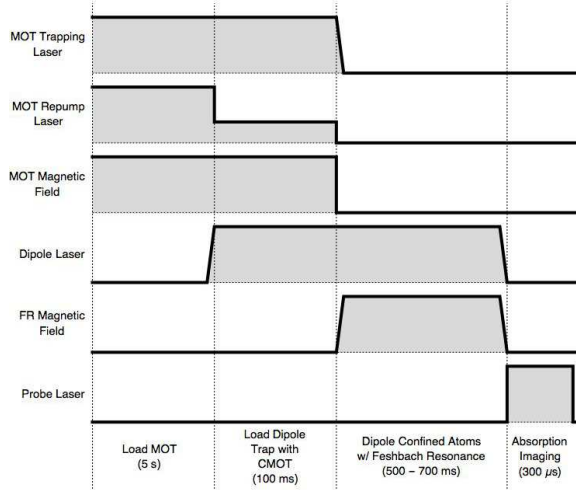 MOT Trapping
Laser
MOT Repump
Laser
MOT Magnetic
Field
Dipole Laser
FR Magnetic
Field
Probe Laser
Load MOT
(5 s)
Load Dipole
Trap with
CMOT
(100 ms)
Dipole Confined Atoms
w/ Feshbach Resonance
(500 – 700 ms)
Absorption
Imaging
(300 µs)